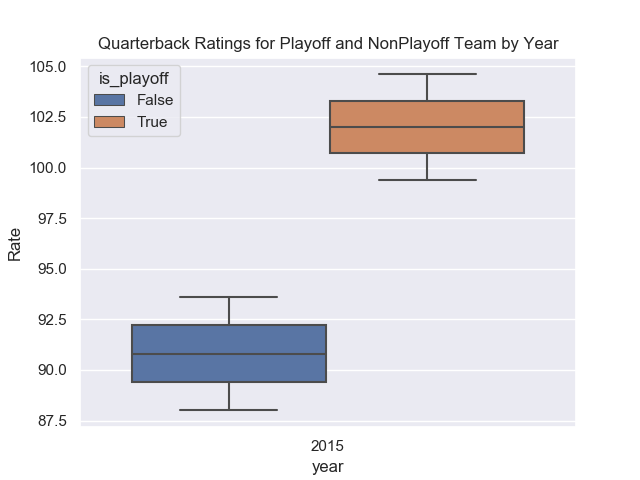 Quarterback Ratings for Playoff and NonPlayoff Team by Year
is_playoff
False
True
105.0
102.5
100.0
97.5
95.0
92.5
90.0
87.5
Rate
2015
year